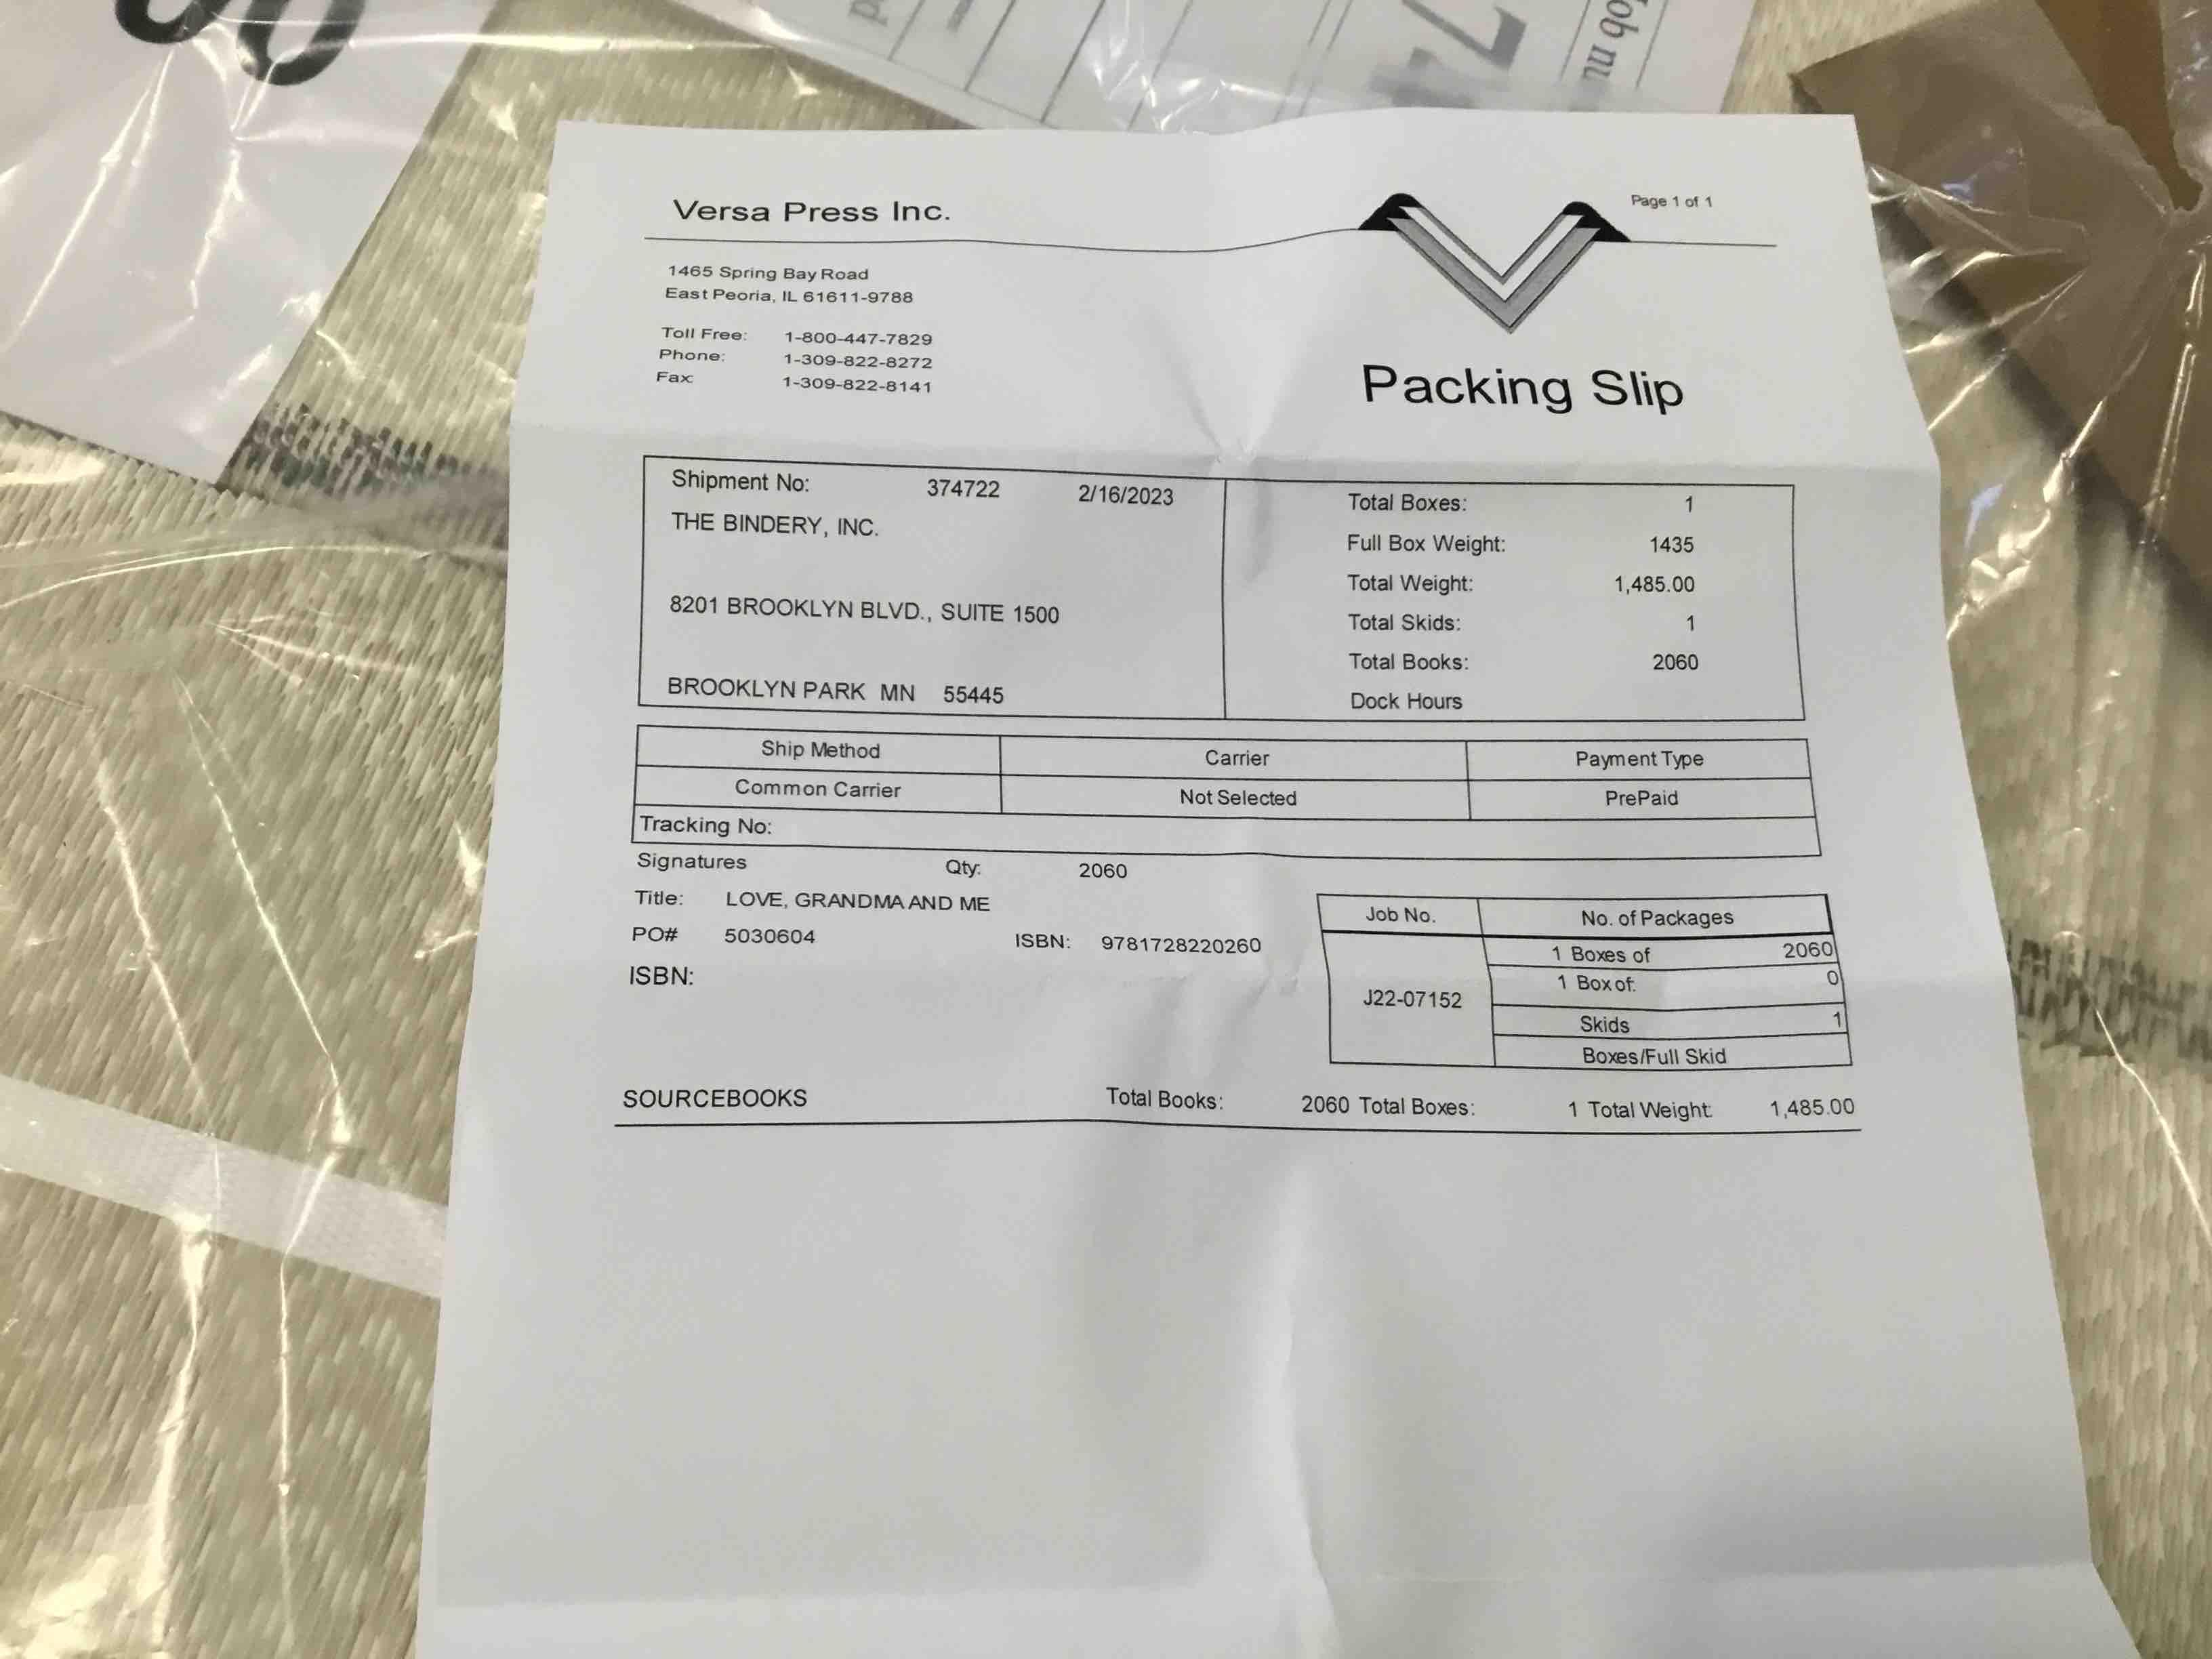 74
Job nu
Versa Press Inc.
Page 1 of 1
1465 Spring Bay Road
East Peoria, IL 61611-9788
Toll Free: 1-800-447-7829
Phone: 1-309-822-8272
Fax: 1-309-822-8141
Packing Slip
Shipment No: 374722 2/16/2023
THE BINDERY, INC.
8201 BROOKLYN BLVD., SUITE 1500
BROOKLYN PARK MN 55445
Total Boxes: 1
Full Box Weight: 1435
Total Weight: 1,485.00
Total Skids: 1
Total Books: 2060
Dock Hours
Ship Method Carrier Payment Type
Common Carrier Not Selected PrePaid
Tracking No:
Signatures Qty: 2060
Title: LOVE, GRANDMA AND ME
PO# 5030604 ISBN: 9781728220260
ISBN:
Job No. No. of Packages
J22-07152
1 Boxes of 2060
1 Box of: 0
Skids 1
Boxes/Full Skid
SOURCEBOOKS Total Books: 2060 Total Boxes: 1 Total Weight: 1,485.00